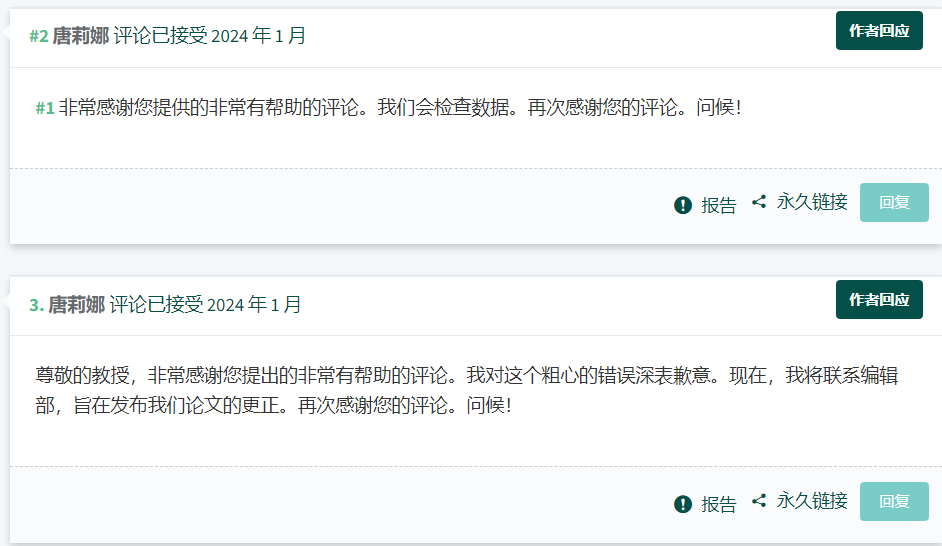 #2 唐莉娜 评论已接受 2024 年 1 月
作者回应
#1 非常感谢您提供的非常有帮助的评论。我们会检查数据。再次感谢您的评论。问候！
报告 永久链接 回复
3. 唐莉娜 评论已接受 2024 年 1 月
作者回应
尊敬的教授，非常感谢您提出的非常有帮助的评论。我对这个粗心的错误深表歉意。现在，我将联系编辑
部，旨在发布我们论文的更正。再次感谢您的评论。问候！
报告 永久链接 回复